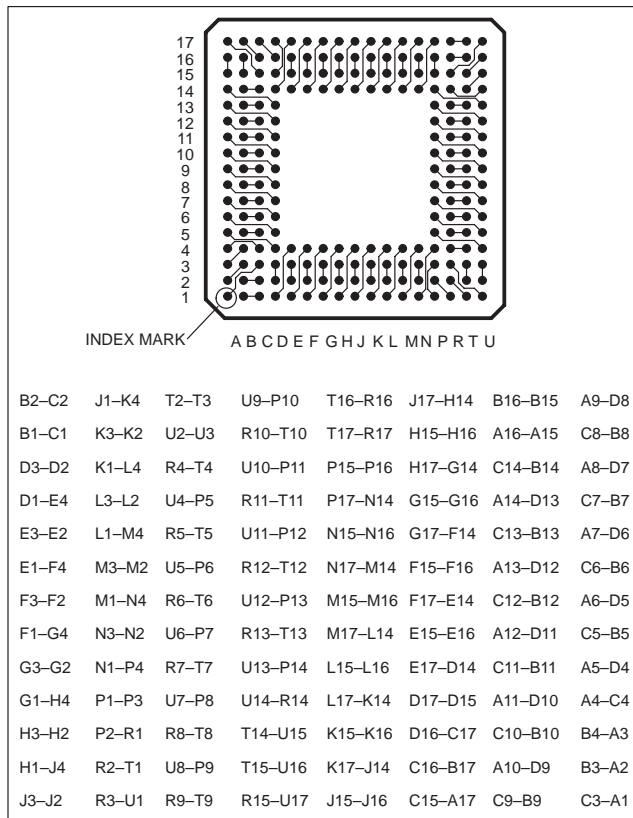 17
16
15
14
13
12
11
10
9
8
7
6
5
4
3
2
1
INDEX MARK
A B C D E F G H J K L M N P R T U
B2–C2 J1–K4 T2–T3 U9–P10 T16–R16 J17–H14 B16–B15 A9–D8
B1–C1 K3–K2 U2–U3 R10–T10 T17–R17 H15–H16 A16–A15 C8–B8
D3–D2 K1–L4 R4–T4 U10–P11 P15–P16 H17–G14 C14–B14 A8–D7
D1–E4 L3–L2 U4–P5 R11–T11 P17–N14 G15–G16 A14–D13 C7–B7
E3–E2 L1–M4 R5–T5 U11–P12 N15–N16 G17–F14 C13–B13 A7–D6
E1–F4 M3–M2 U5–P6 R12–T12 N17–M14 F15–F16 A13–D12 C6–B6
F3–F2 M1–N4 R6–T6 U12–P13 M15–M16 F17–E14 C12–B12 A6–D5
F1–G4 N3–N2 U6–P7 R13–T13 M17–L14 E15–E16 A12–D11 C5–B5
G3–G2 N1–P4 R7–T7 U13–P14 L15–L16 E17–D14 C11–B11 A5–D4
G1–H4 P1–P3 U7–P8 U14–R14 L17–K14 D17–D15 A11–D10 A4–C4
H3–H2 P2–R1 R8–T8 T14–U15 K15–K16 D16–C17 C10–B10 B4–A3
H1–J4 R2–T1 U8–P9 T15–U16 K17–J14 C16–B17 A10–D9 B3–A2
J3–J2 R3–U1 R9–T9 R15–U17 J15–J16 C15–A17 C9–B9 C3–A1